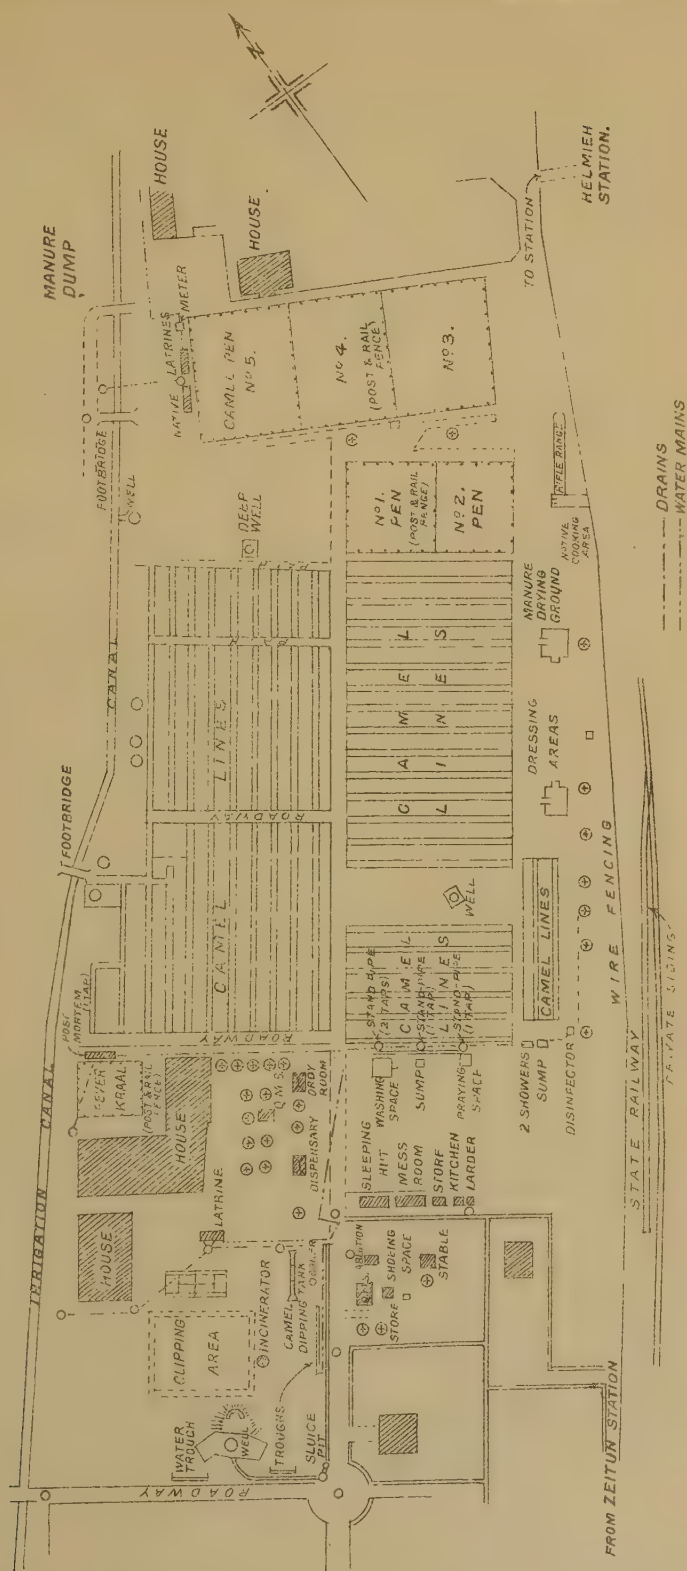 N
HOUSE
MANURE
DUMP
HOUSE
HELMIEH
STATION.
TO STATION
NATIVE LATRINES
METER
CAMEL PEN
Nº 5.
Nº 4.
(POST & RAIL
FENCE)
Nº 3.
FOOTBRIDGE
WELL
DEEP
WELL
Nº 1.
PEN
(POST & RAIL
FENCE)
Nº 2.
PEN
RIFLE RANGE
NATIVE
COOKING
AREA
DRAINS
WATER MAINS
MANURE
DRYING
GROUND
CANAL
CAMEL
LINES
DRESSING
AREAS
FOOTBRIDGE
ROADWAY
CAMEL LINES
WELL
CAMEL
LINES
CAMEL LINES
WIRE FENCING
STAND PIPE
(2 TAPS)
STAND-PIPE
(1 TAP)
STAND-PIPE
(1 TAP)
POST
MORTEM
(1 TAP)
ROADWAY
KRAAL
(POST & RAIL
FENCE)
HOUSE
Q.M.S.
ORDY
ROOM
DISPENSARY
WASHING
SPACE
SUMP
PRAYING
SPACE
2 SHOWERS
SUMP
DISINFECTOR
STATE RAILWAY
PRIVATE SIDINGS
SLEEPING
HUT
MESS
ROOM
STORE
KITCHEN
LARDER
IRRIGATION CANAL
HOUSE
LATRINE
CLIPPING
AREA
INCINERATOR
CAMEL
DIPPING TANK
ABLUTION
STORE
SHOEING
SPACE
STABLE
WATER
TROUGH
WELL
TROUGHS
SLUICE
PIT
ROADWAY
FROM ZEITUN STATION